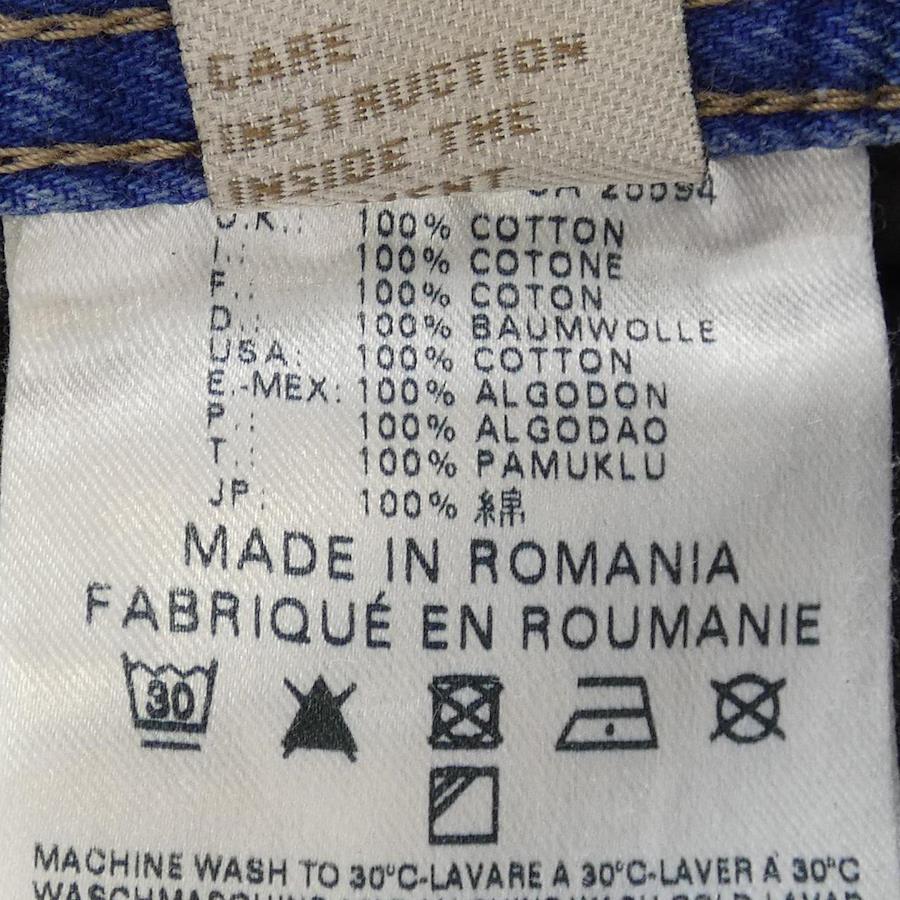 CARE
INSTRUCTION
INSIDE THE
CA 26594
U.K.: 100% COTTON
I.: 100% COTONE
F.: 100% COTON
D.: 100% BAUMWOLLE
USA: 100% COTTON
E.-MEX: 100% ALGODON
P.: 100% ALGODAO
T.: 100% PAMUKLU
JP: 100% 綿
MADE IN ROMANIA
FABRIQUÉ EN ROUMANIE
30
MACHINE WASH TO 30°C-LAVARE A 30°C-LAVER A 30°C